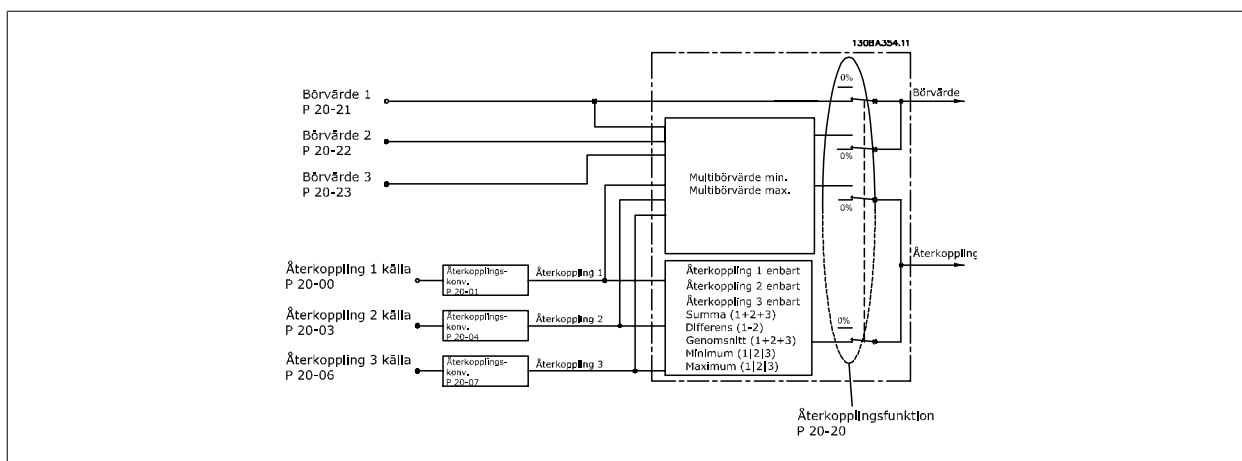 130BA354.11
Börvärde 1
P 20-21
Börvärde 2
P 20-22
Börvärde 3
P 20-23
0%
Börvärde
0%
Multibörvärde min.
Multibörvärde max.
0%
Återkoppling
Återkoppling 1 källa
P 20-00
Återkopplings-
konv.
P 20-01
Återkoppling 1
Återkoppling 2 källa
P 20-03
Återkopplings-
konv.
P 20-04
Återkoppling 2
Återkoppling 3 källa
P 20-06
Återkopplings-
konv.
P 20-07
Återkoppling 3
Återkoppling 1 enbart
Återkoppling 2 enbart
Återkoppling 3 enbart
Summa (1+2+3)
Differens (1-2)
Genomsnitt (1+2+3)
Minimum (1|2|3)
Maximum (1|2|3)
0%
Återkopplingsfunktion
P 20-20